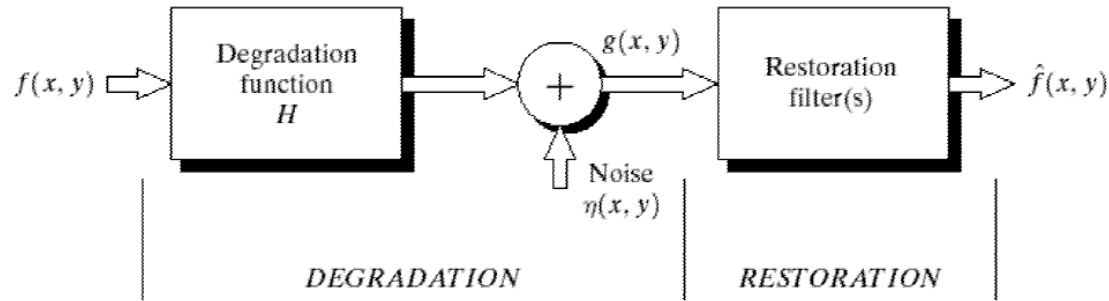 f(x, y)
Degradation
function
H
+
Noise
η(x, y)
g(x, y)
Restoration
filter(s)
f̂(x, y)
DEGRADATION
RESTORATION